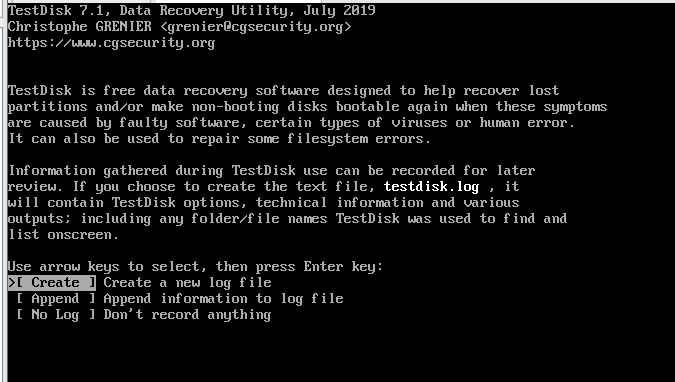 TestDisk 7.1, Data Recovery Utility, July 2019
Christophe GRENIER <grenier@cgsecurity.org>
https://www.cgsecurity.org
TestDisk is free data recovery software designed to help recover lost
partitions and/or make non-booting disks bootable again when these symptoms
are caused by faulty software, certain types of viruses or human error.
It can also be used to repair some filesystem errors.
Information gathered during TestDisk use can be recorded for later
review. If you choose to create the text file, testdisk.log , it
will contain TestDisk options, technical information and various
outputs; including any folder/file names TestDisk was used to find and
list onscreen.
Use arrow keys to select, then press Enter key:
>[ Create ] Create a new log file
[ Append ] Append information to log file
[ No Log ] Don't record anything